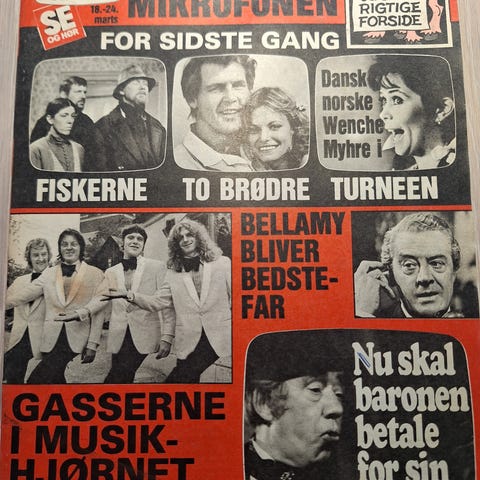 MIKROFONEN
SE
OG HØR
18.-24.
marts
RIGTIGE
FORSIDE
FOR SIDSTE GANG
Dansk
norske
Wenche
Myhre i
FISKERNE
TO BRØDRE
TURNEEN
BELLAMY
BLIVER
BEDSTE-
FAR
Nu skal
baronen
betale
for sin
GASSERNE
I MUSIK-
HJØRNET